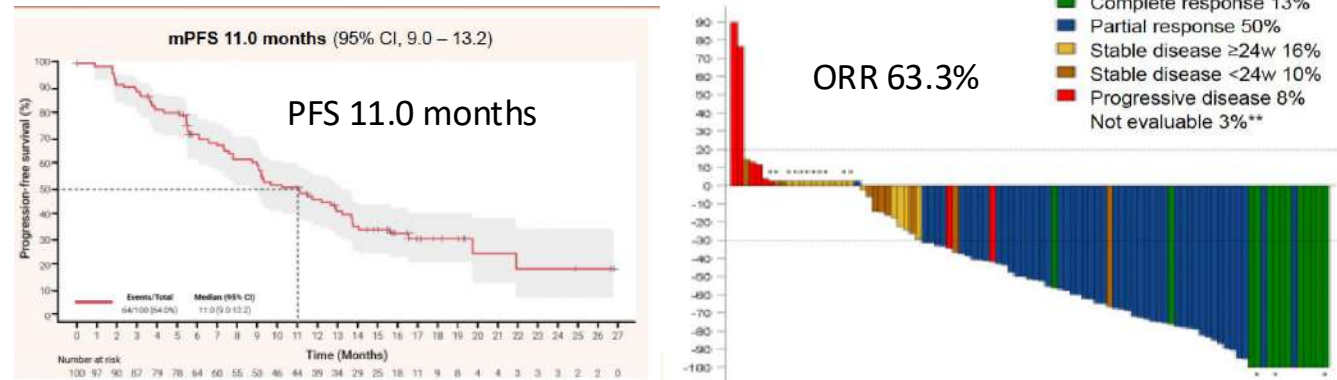 mPFS 11.0 months (95% CI, 9.0 – 13.2)
PFS 11.0 months
Progression-free survival (%)
100
90
80
70
60
50
40
30
20
10
0
Events/Total Median (95% CI)
64/100 (64.0%) 11.0 (9.0-13.2)
0 1 2 3 4 5 6 7 8 9 10 11 12 13 14 15 16 17 18 19 20 21 22 23 24 25 26 27
Time (Months)
Number at risk
100 97 90 87 79 78 64 60 55 53 46 44 39 34 29 25 18 11 9 8 4 4 3 3 3 2 2 0
Complete response 13%
Partial response 50%
Stable disease ≥24w 16%
Stable disease <24w 10%
Progressive disease 8%
Not evaluable 3%**
ORR 63.3%
90
80
70
60
50
40
30
20
10
0
-10
-20
-30
-40
-50
-60
-70
-80
-90
-100